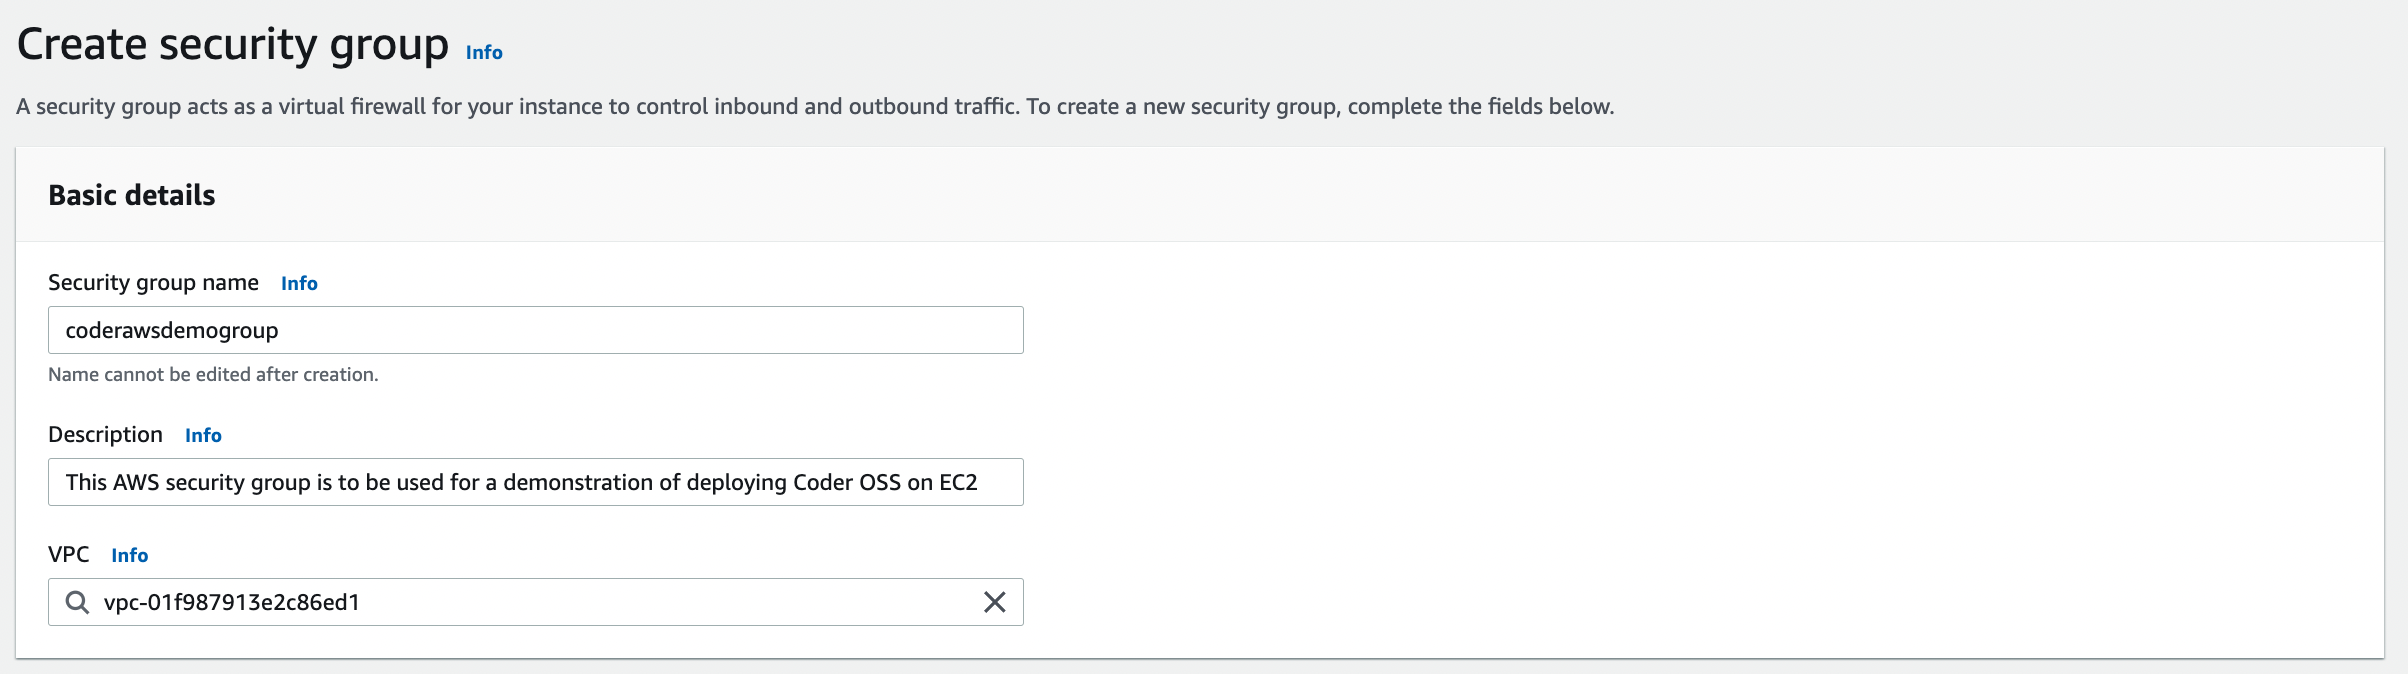 Create security group Info
A security group acts as a virtual firewall for your instance to control inbound and outbound traffic. To create a new security group, complete the fields below.
Basic details
Security group name Info
coderawsdemogroup
Name cannot be edited after creation.
Description Info
This AWS security group is to be used for a demonstration of deploying Coder OSS on EC2
VPC Info
vpc-01f987913e2c86ed1